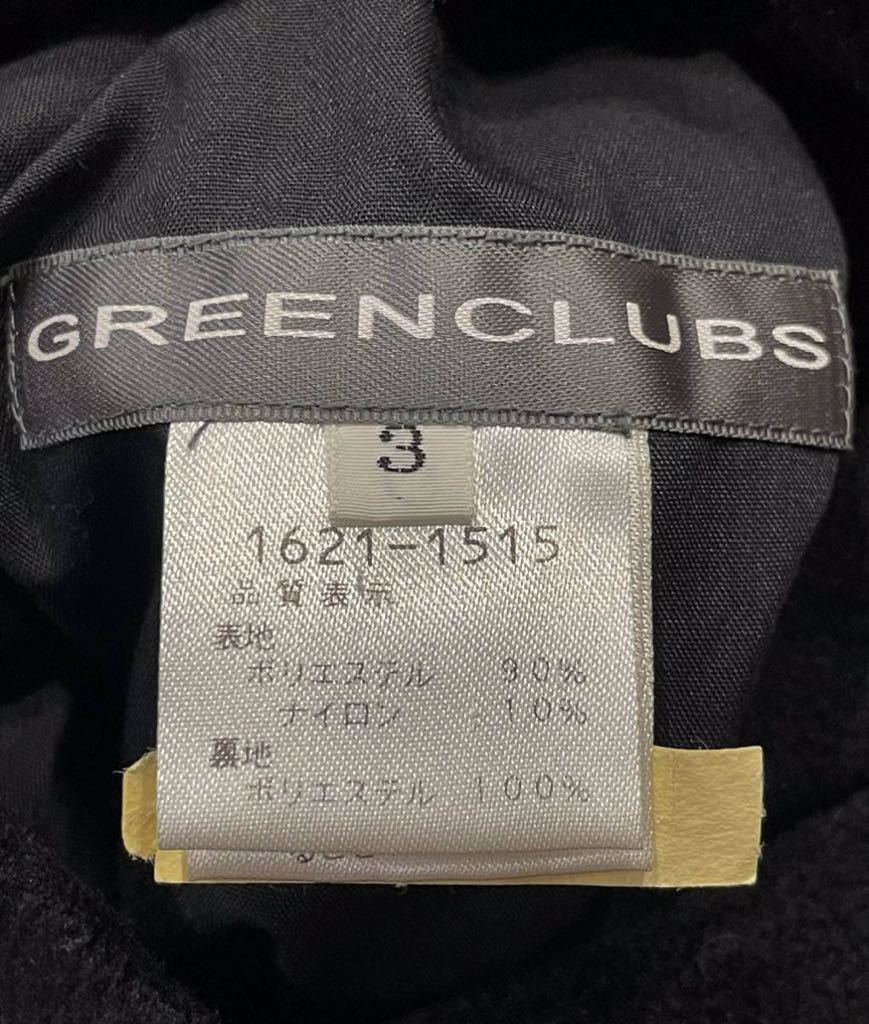 GREENCLUBS
3
1621-1515
品質表示
表地
ポリエステル 90%
ナイロン 10%
裏地
ポリエステル 100%